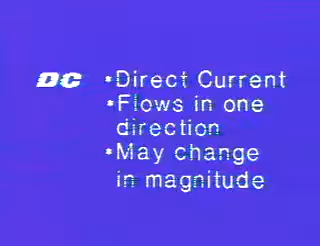 DC •Direct Current
•Flows in one
direction
•May change
in magnitude